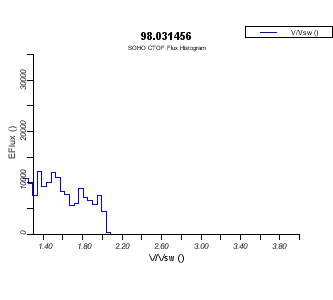 V/Vsw ()
98.031456
SOHO CTOF Flux Histogram
EFlux ()
30000
20000
10000
0
1.40 1.80 2.20 2.60 3.00 3.40 3.80
V/Vsw ()